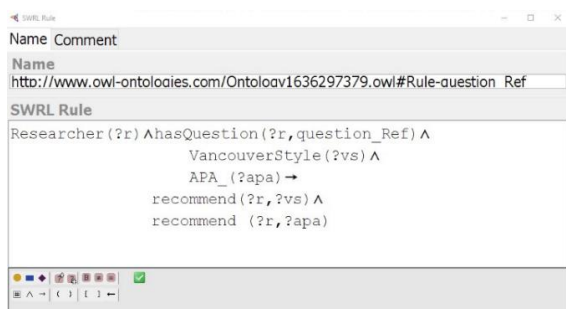 SWRL Rule
Name Comment
Name
http://www.owl-ontologies.com/Ontology1636297379.owl#Rule-question_Ref
SWRL Rule
Researcher(?r)∧hasQuestion(?r,question_Ref)∧
VancouverStyle(?vs)∧
APA_(?apa)→
recommend(?r,?vs)∧
recommend (?r,?apa)
∧ → ( ) [ ] ←